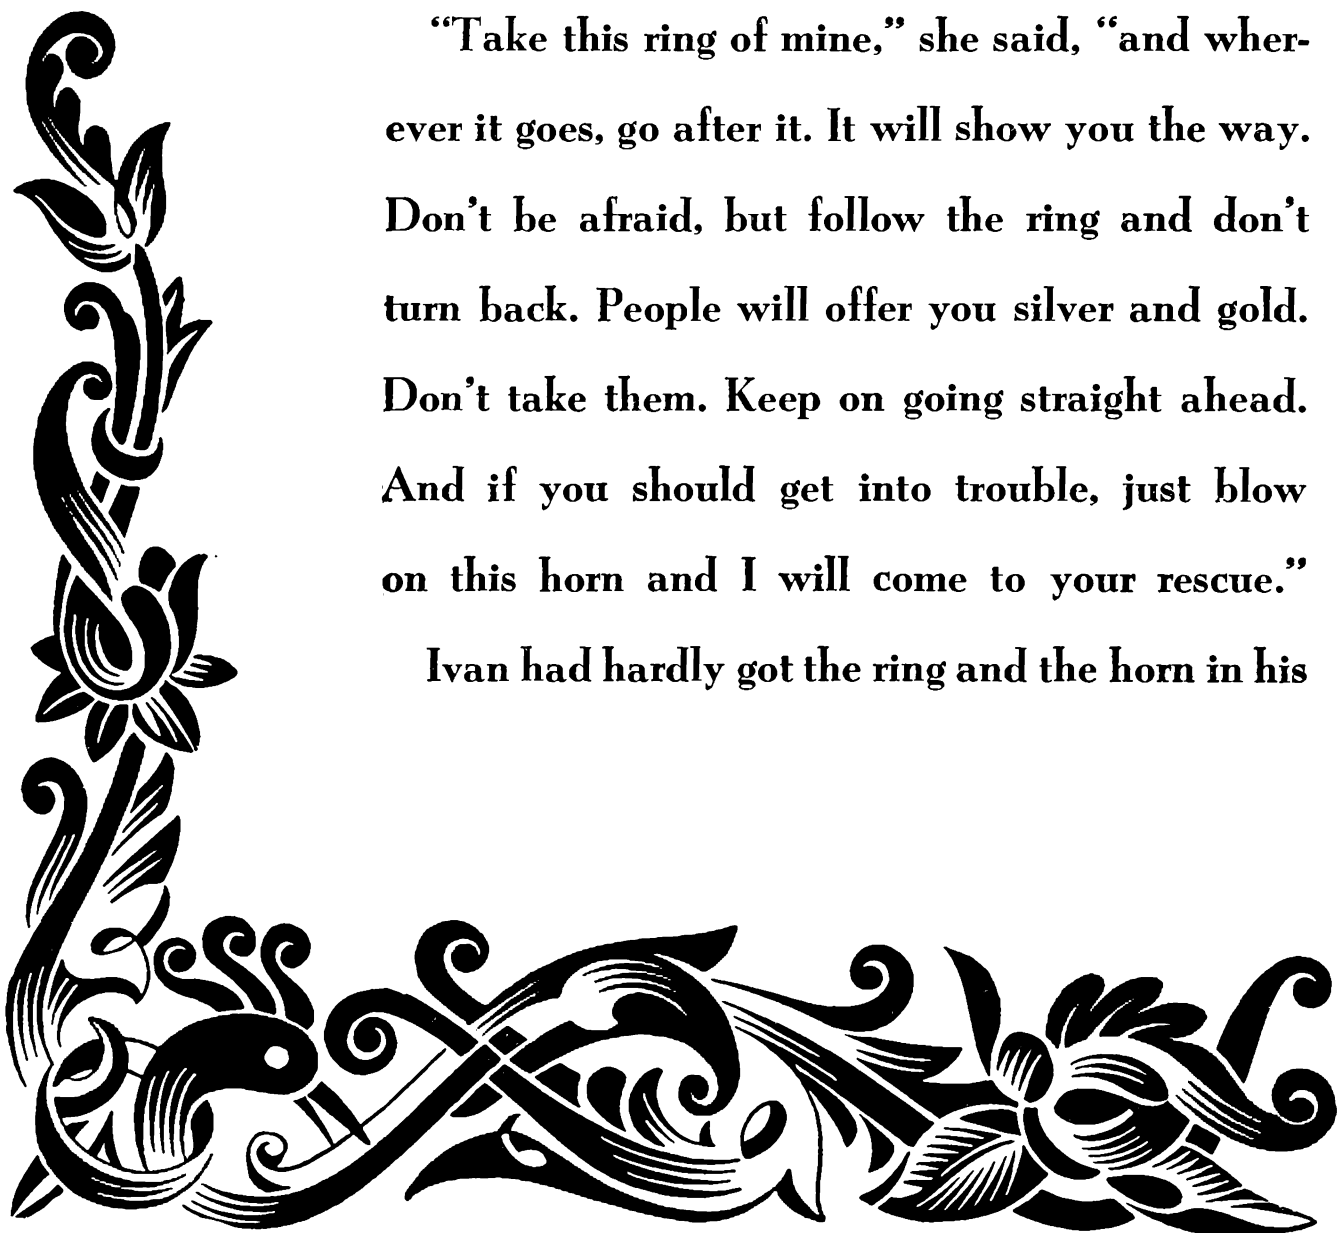 “Take this ring of mine,” she said, “and wher-
ever it goes, go after it. It will show you the way.
Don’t be afraid, but follow the ring and don’t
turn back. People will offer you silver and gold.
Don’t take them. Keep on going straight ahead.
And if you should get into trouble, just blow
on this horn and I will come to your rescue.”
Ivan had hardly got the ring and the horn in his